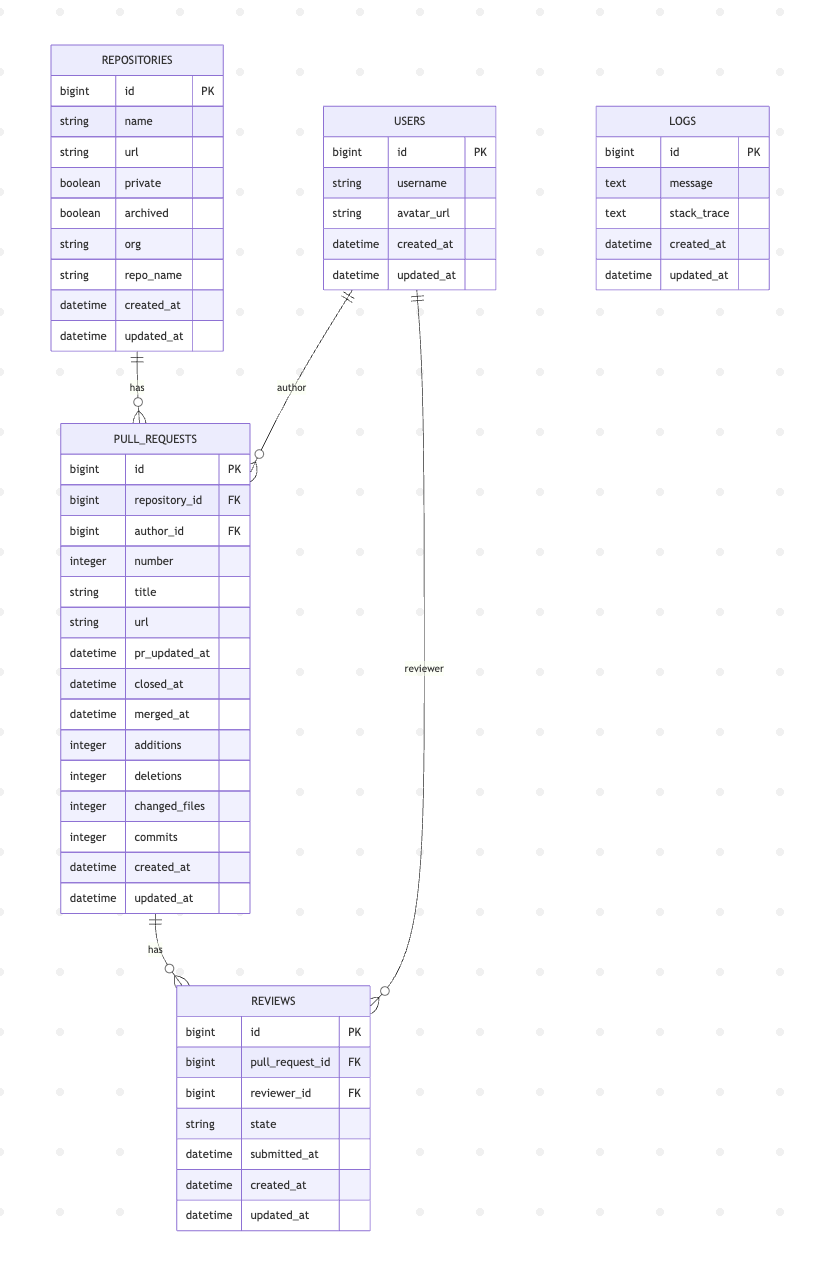 REPOSITORIES
bigint id PK
string name
string url
boolean private
boolean archived
string org
string repo_name
datetime created_at
datetime updated_at
USERS
bigint id PK
string username
string avatar_url
datetime created_at
datetime updated_at
LOGS
bigint id PK
text message
text stack_trace
datetime created_at
datetime updated_at
has
author
PULL_REQUESTS
bigint id PK
bigint repository_id FK
bigint author_id FK
integer number
string title
string url
datetime pr_updated_at
datetime closed_at
datetime merged_at
integer additions
integer deletions
integer changed_files
integer commits
datetime created_at
datetime updated_at
reviewer
has
REVIEWS
bigint id PK
bigint pull_request_id FK
bigint reviewer_id FK
string state
datetime submitted_at
datetime created_at
datetime updated_at